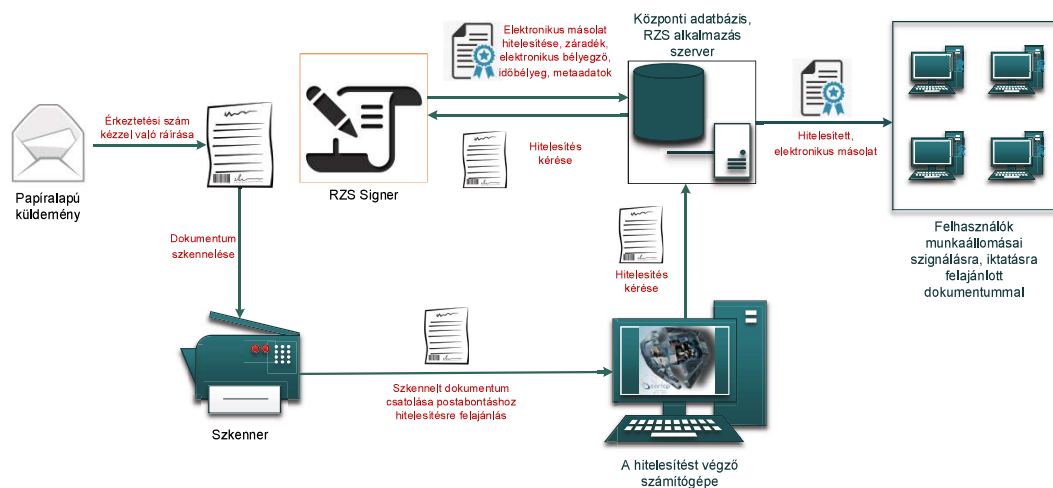 Elektronikus másolat
hitelesítése, záradék,
elektronikus bélyegző,
időbélyeg, metaadatok
Központi adatbázis,
RZS alkalmazás
szerver
Érkeztetési szám
kézzel való ráírása
Hitelesítés
kérése
Hitelesített,
elektronikus másolat
Papíralapú
küldemény
RZS Signer
Dokumentum
szkennelése
Hitelesítés
kérése
Felhasználók
munkaállomásai
szignálásra, iktatásra
felajánlott
dokumentummal
Szkennelt dokumentum
csatolása postabontáshoz
hitelesítésre felajánlás
Szkenner
A hitelesítést végző
számítógépe